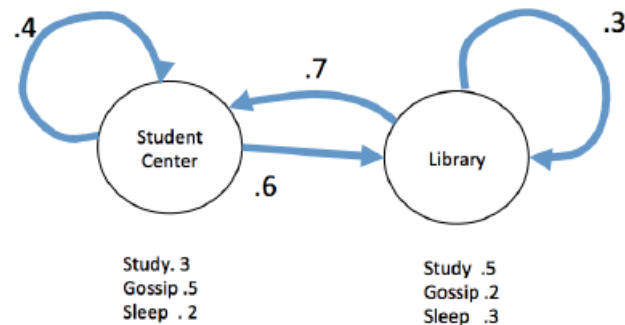 .4
.3
.7
Student
Center
Library
.6
Study. 3
Gossip .5
Sleep . 2
Study .5
Gossip .2
Sleep .3